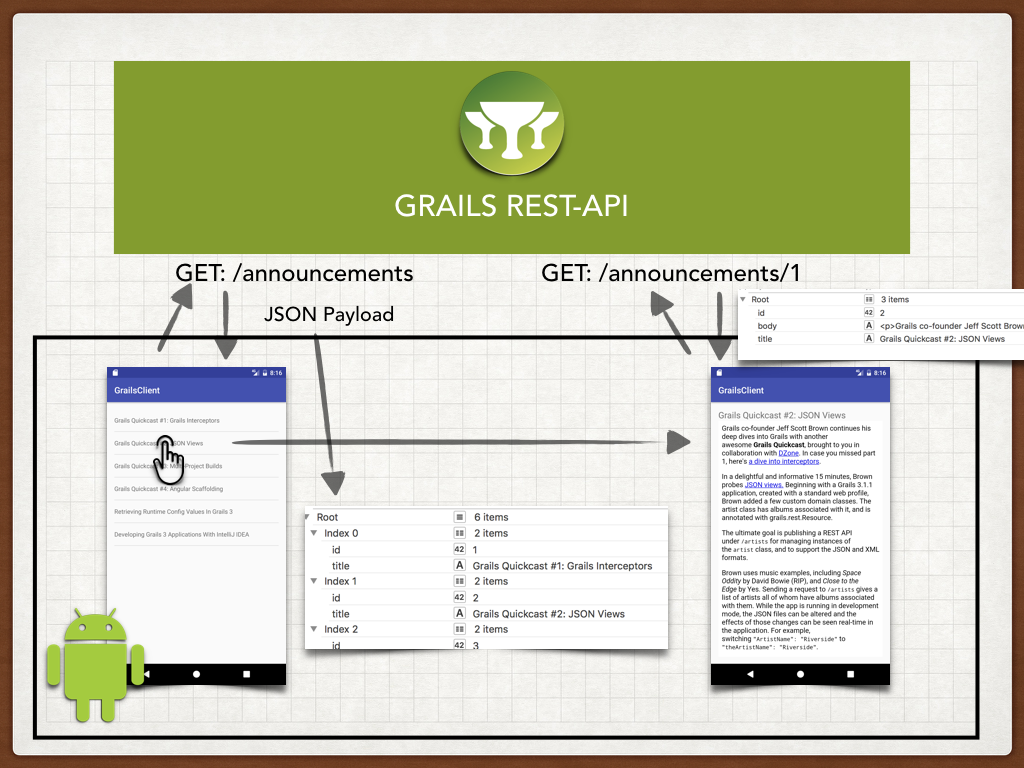 GRAILS REST-API
GET: /announcements
GET: /announcements/1
JSON Payload
Root 3 items
id 42 2
body A <p>Grails co-founder Jeff Scott Brown
title A Grails Quickcast #2: JSON Views
8:16
GrailsClient
Grails Quickcast #1: Grails Interceptors
Grails Quickcast JSON Views
Grails Project Builds
Grails Quickcast #4: Angular Scaffolding
Retrieving Runtime Config Values In Grails 3
Developing Grails 3 Applications With IntelliJ IDEA
Root 6 items
Index 0 2 items
id 42 1
title A Grails Quickcast #1: Grails Interceptors
Index 1 2 items
id 42 2
title A Grails Quickcast #2: JSON Views
Index 2 2 items
id 42 3
8:16
GrailsClient
Grails Quickcast #2: JSON Views
Grails co-founder Jeff Scott Brown continues his
deep dives into Grails with another
awesome Grails Quickcast, brought to you in
collaboration with DZone. In case you missed part
1, here's a dive into interceptors.
In a delightful and informative 15 minutes, Brown
probes JSON views. Beginning with a Grails 3.1.1
application, created with a standard web profile,
Brown added a few custom domain classes. The
artist class has albums associated with it, and is
annotated with grails.rest.Resource.
The ultimate goal is publishing a REST API
under /artists for managing instances of
the artist class, and to support the JSON and XML
formats.
Brown uses music examples, including Space
Oddity by David Bowie (RIP), and Close to the
Edge by Yes. Sending a request to /artists gives a
list of artists all of whom have albums associated
with them. While the app is running in development
mode, the JSON files can be altered and the
effects of those changes can be seen real-time in
the application. For example,
switching "ArtistName": "Riverside" to
"theArtistName": "Riverside".